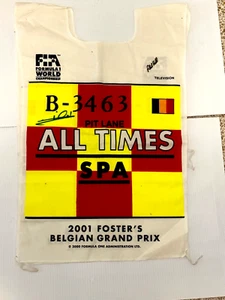 FIA
FORMULA 1
WORLD
CHAMPIONSHIP
TELEVISION
B-3463
PIT LANE
ALL TIMES
SPA
2001 FOSTER'S
BELGIAN GRAND PRIX
© 2000 FORMULA ONE ADMINISTRATION LTD.